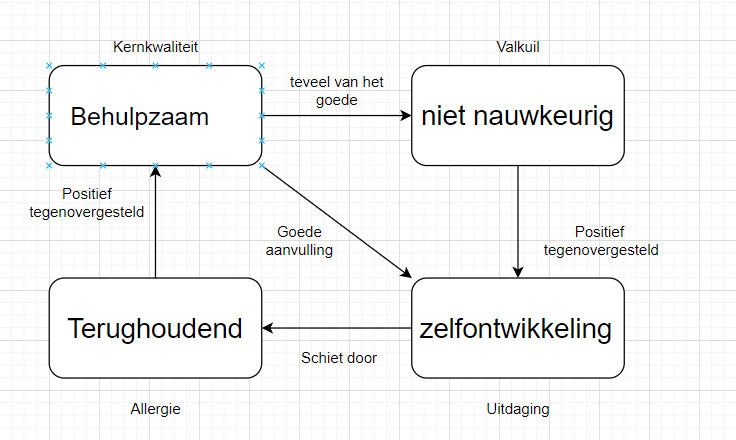 Kernkwaliteit
Valkuil
Behulpzaam
teveel van het
goede
niet nauwkeurig
Positief
tegenovergesteld
Goede
aanvulling
Positief
tegenovergesteld
Terughoudend
Schiet door
zelfontwikkeling
Allergie
Uitdaging